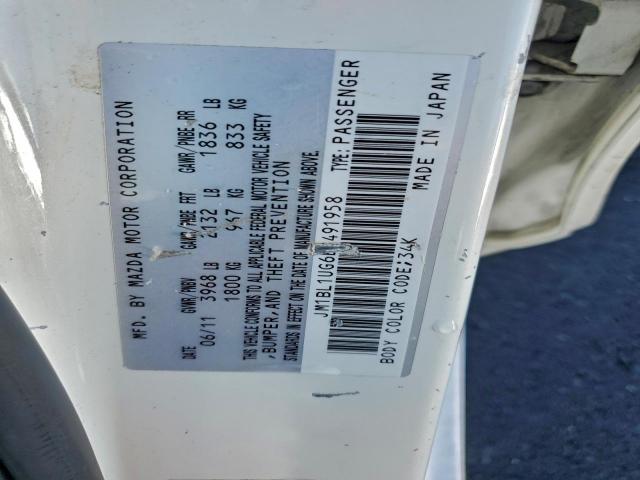 MFD. BY MAZDA MOTOR CORPORATION
DATE GVWR/PNBV GAWR/PNBE FRT GAWR/PNBE RR
06/11 3968 LB 2132 LB 1836 LB
1800 KG 967 KG 833 KG
THIS VEHICLE CONFORMS TO ALL APPLICABLE FEDERAL MOTOR VEHICLE SAFETY
,BUMPER,AND THEFT PREVENTION
STANDARDS IN EFFECT ON THE DATE OF MANUFACTURE SHOWN ABOVE.
JM1BL1UG6 491958 TYPE: PASSENGER
BODY COLOR CODE;34K MADE IN JAPAN